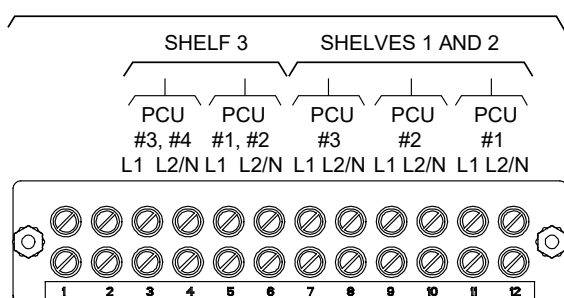 SHELF 3 SHELVES 1 AND 2
PCU PCU PCU PCU PCU
#3, #4 #1, #2 #3 #2 #1
L1 L2/N L1 L2/N L1 L2/N L1 L2/N L1 L2/N
1 2 3 4 5 6 7 8 9 10 11 12